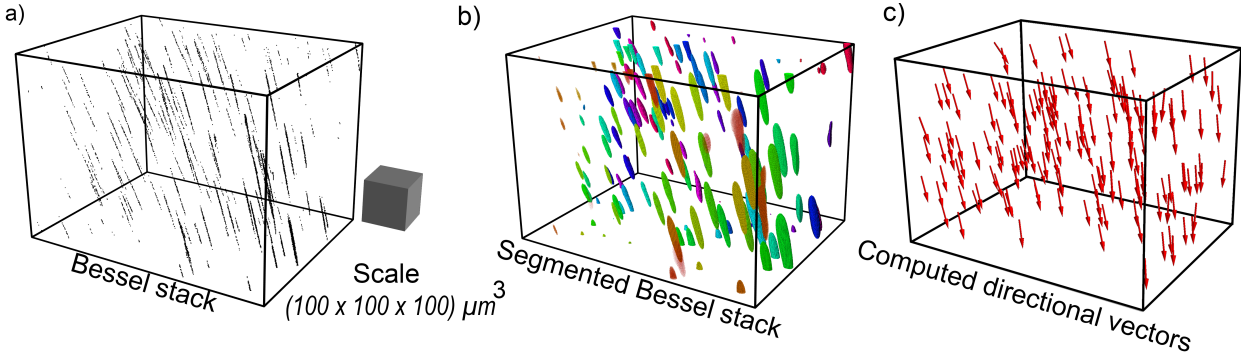 a)
b)
c)
Bessel stack
Scale
(100 x 100 x 100) μm³
Segmented Bessel stack
Computed directional vectors